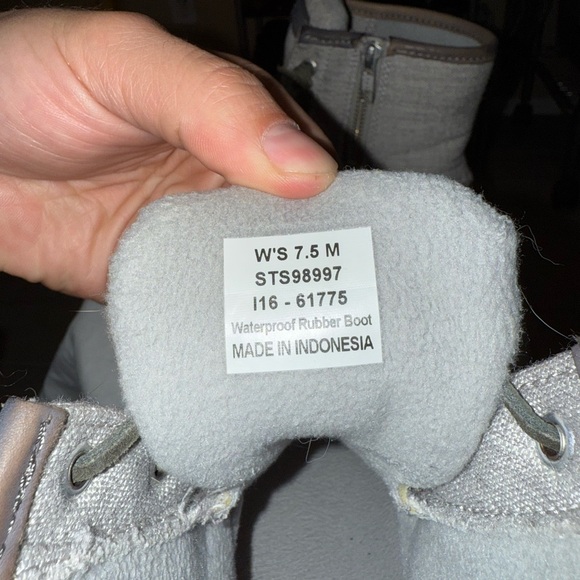 W'S 7.5 M
STS98997
I16 - 61775
Waterproof Rubber Boot
MADE IN INDONESIA